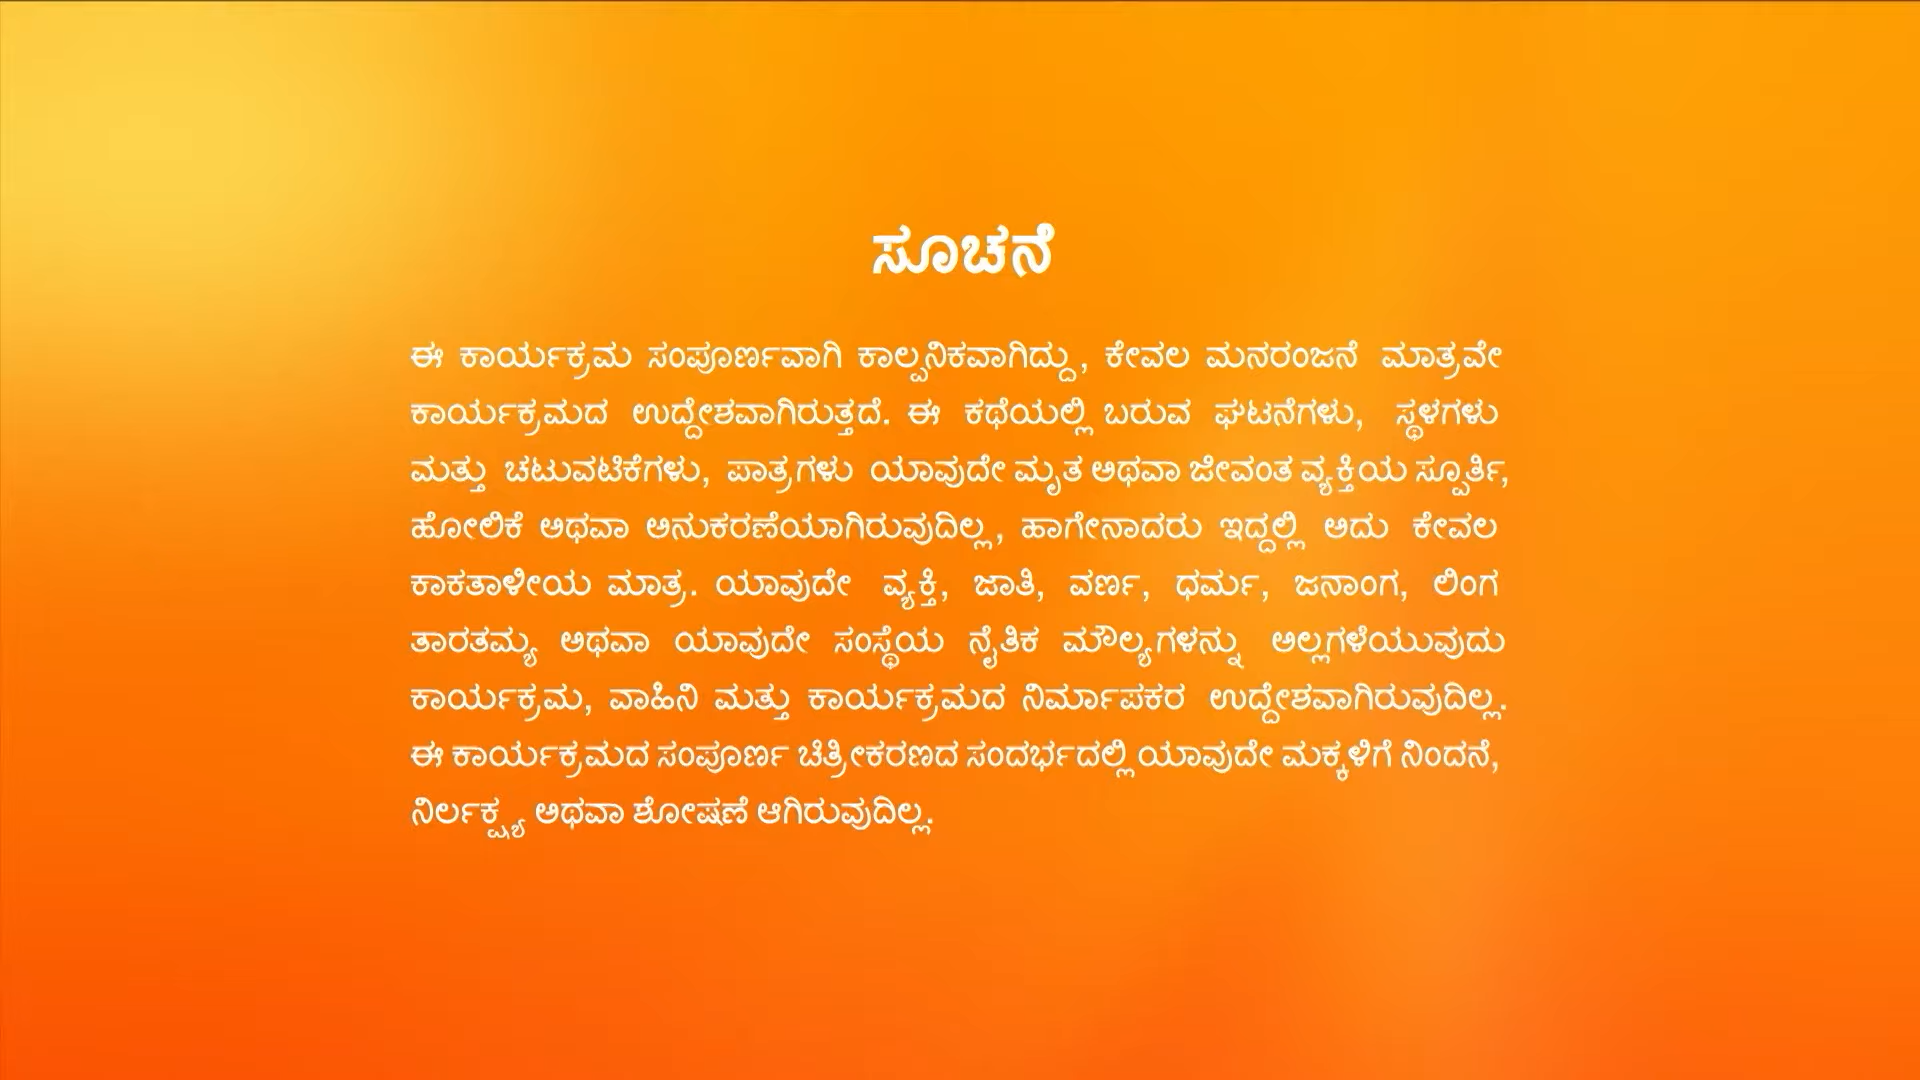 ಸೂಚನೆ
ಈ ಕಾರ್ಯಕ್ರಮ ಸಂಪೂರ್ಣವಾಗಿ ಕಾಲ್ಪನಿಕವಾಗಿದ್ದು, ಕೇವಲ ಮನರಂಜನೆ ಮಾತ್ರವೇ
ಕಾರ್ಯಕ್ರಮದ ಉದ್ದೇಶವಾಗಿರುತ್ತದೆ. ಈ ಕಥೆಯಲ್ಲಿ ಬರುವ ಘಟನೆಗಳು, ಸ್ಥಳಗಳು
ಮತ್ತು ಚಟುವಟಿಕೆಗಳು, ಪಾತ್ರಗಳು ಯಾವುದೇ ಮೃತ ಅಥವಾ ಜೀವಂತ ವ್ಯಕ್ತಿಯ ಸ್ಪೂರ್ತಿ,
ಹೋಲಿಕೆ ಅಥವಾ ಅನುಕರಣೆಯಾಗಿರುವುದಿಲ್ಲ, ಹಾಗೇನಾದರು ಇದ್ದಲ್ಲಿ ಅದು ಕೇವಲ
ಕಾಕತಾಳೀಯ ಮಾತ್ರ. ಯಾವುದೇ ವ್ಯಕ್ತಿ, ಜಾತಿ, ವರ್ಣ, ಧರ್ಮ, ಜನಾಂಗ, ಲಿಂಗ
ತಾರತಮ್ಯ ಅಥವಾ ಯಾವುದೇ ಸಂಸ್ಥೆಯ ನೈತಿಕ ಮೌಲ್ಯಗಳನ್ನು ಅಲ್ಲಗಳೆಯುವುದು
ಕಾರ್ಯಕ್ರಮ, ವಾಹಿನಿ ಮತ್ತು ಕಾರ್ಯಕ್ರಮದ ನಿರ್ಮಾಪಕರ ಉದ್ದೇಶವಾಗಿರುವುದಿಲ್ಲ.
ಈ ಕಾರ್ಯಕ್ರಮದ ಸಂಪೂರ್ಣ ಚಿತ್ರೀಕರಣದ ಸಂದರ್ಭದಲ್ಲಿ ಯಾವುದೇ ಮಕ್ಕಳಿಗೆ ನಿಂದನೆ,
ನಿರ್ಲಕ್ಷ್ಯ ಅಥವಾ ಶೋಷಣೆ ಆಗಿರುವುದಿಲ್ಲ.